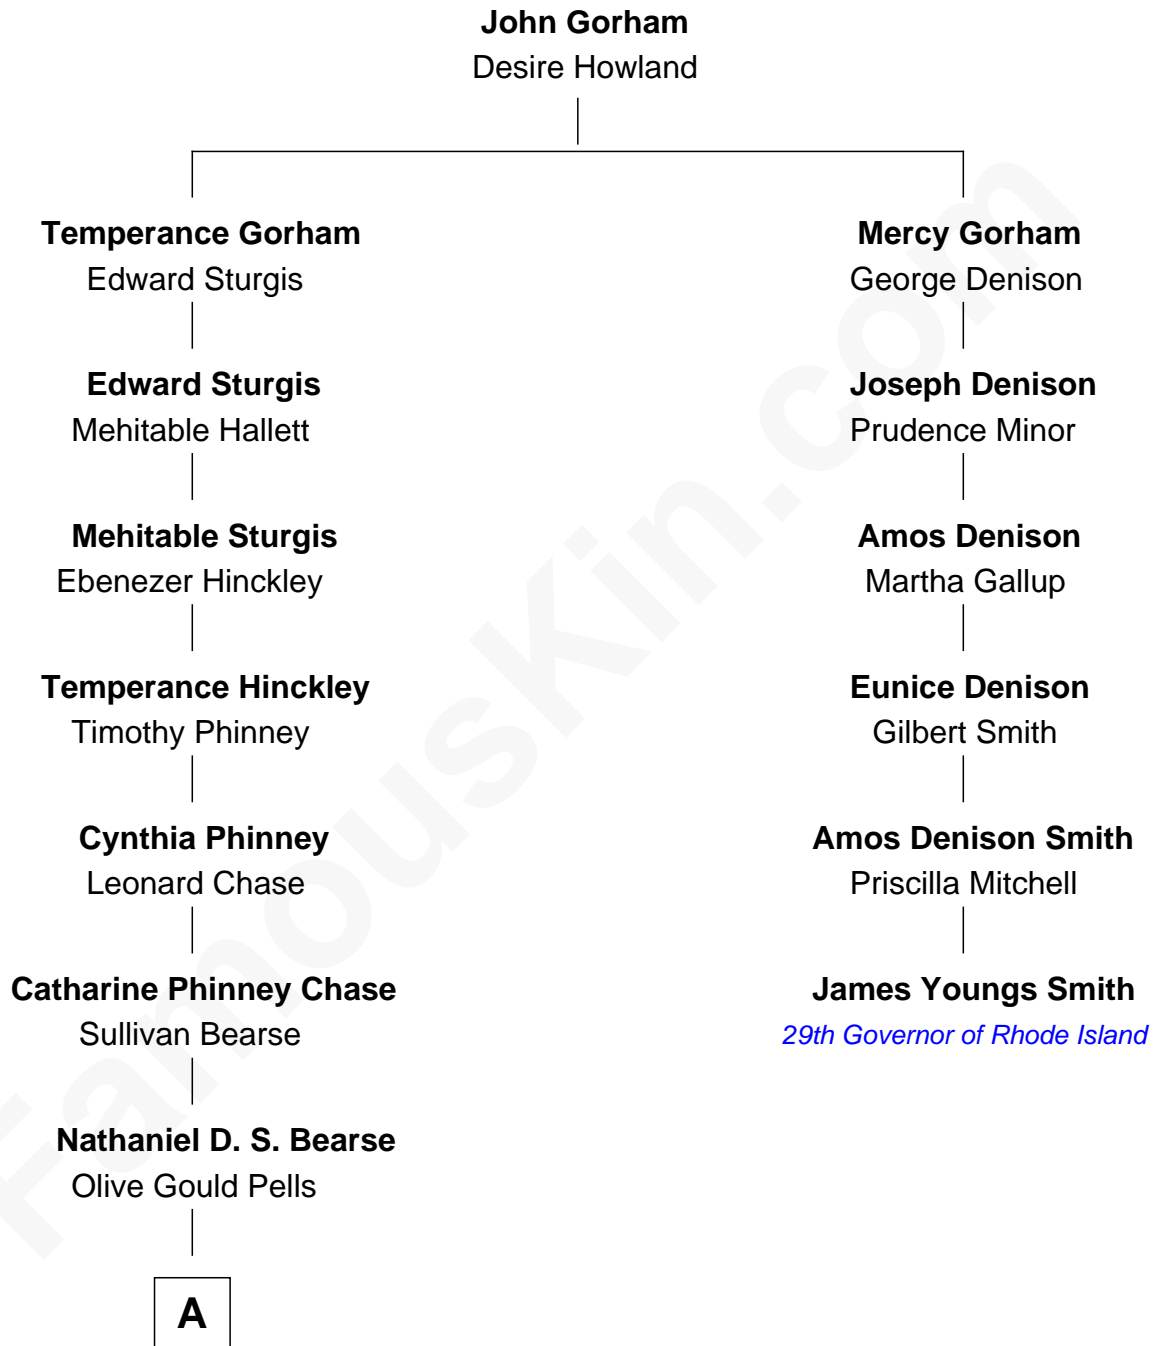 John Gorham
Desire Howland
Temperance Gorham
Edward Sturgis
Mercy Gorham
George Denison
Edward Sturgis
Mehitable Hallett
Joseph Denison
Prudence Minor
Mehitable Sturgis
Ebenezer Hinckley
Amos Denison
Martha Gallup
Temperance Hinckley
Timothy Phinney
Eunice Denison
Gilbert Smith
Cynthia Phinney
Leonard Chase
Amos Denison Smith
Priscilla Mitchell
Catharine Phinney Chase
Sullivan Bearse
James Youngs Smith
29th Governor of Rhode Island
Nathaniel D. S. Bearse
Olive Gould Pells
A
FamousKin.com